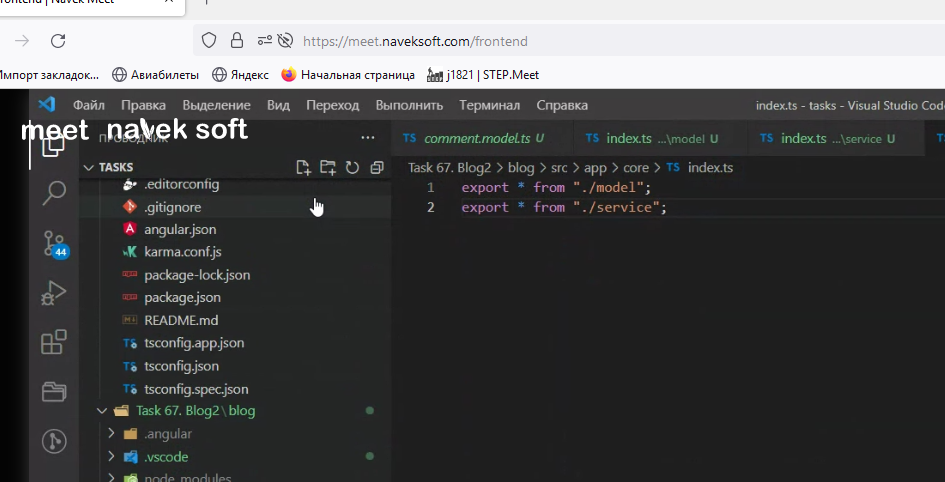 frontend | Navek Meet
https://meet.naveksoft.com/frontend
Импорт закладок...
Авиабилеты
Яндекс
Начальная страница
j1821 | STEP.Meet
Файл Правка Выделение Вид Переход Выполнить Терминал Справка
index.ts - tasks - Visual Studio Code
meet navek soft
ПРОВОДНИК
comment.model.ts U
index.ts ...\model U
index.ts ...\service U
TASKS
Task 67. Blog2 > blog > src > app > core > TS index.ts
.editorconfig
1 export * from "./model";
.gitignore
2 export * from "./service";
angular.json
karma.conf.js
44
package-lock.json
package.json
README.md
tsconfig.app.json
tsconfig.json
tsconfig.spec.json
Task 67. Blog2\blog
.angular
.vscode
node_modules